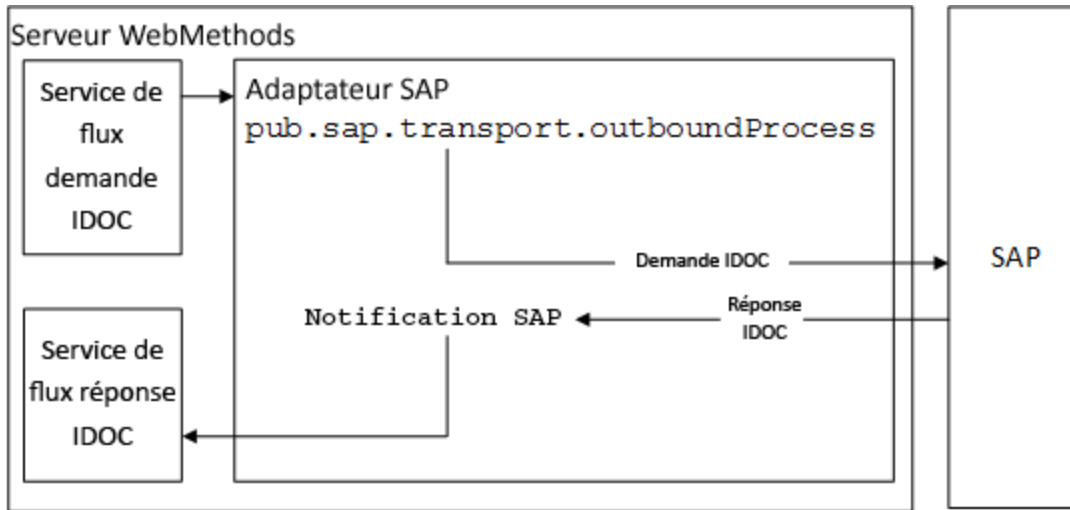 Serveur WebMethods
Service de
flux
demande
IDOC
Adaptateur SAP
pub.sap.transport.outboundProcess
Demande IDOC
SAP
Notification SAP
Réponse
IDOC
Service de
flux réponse
IDOC